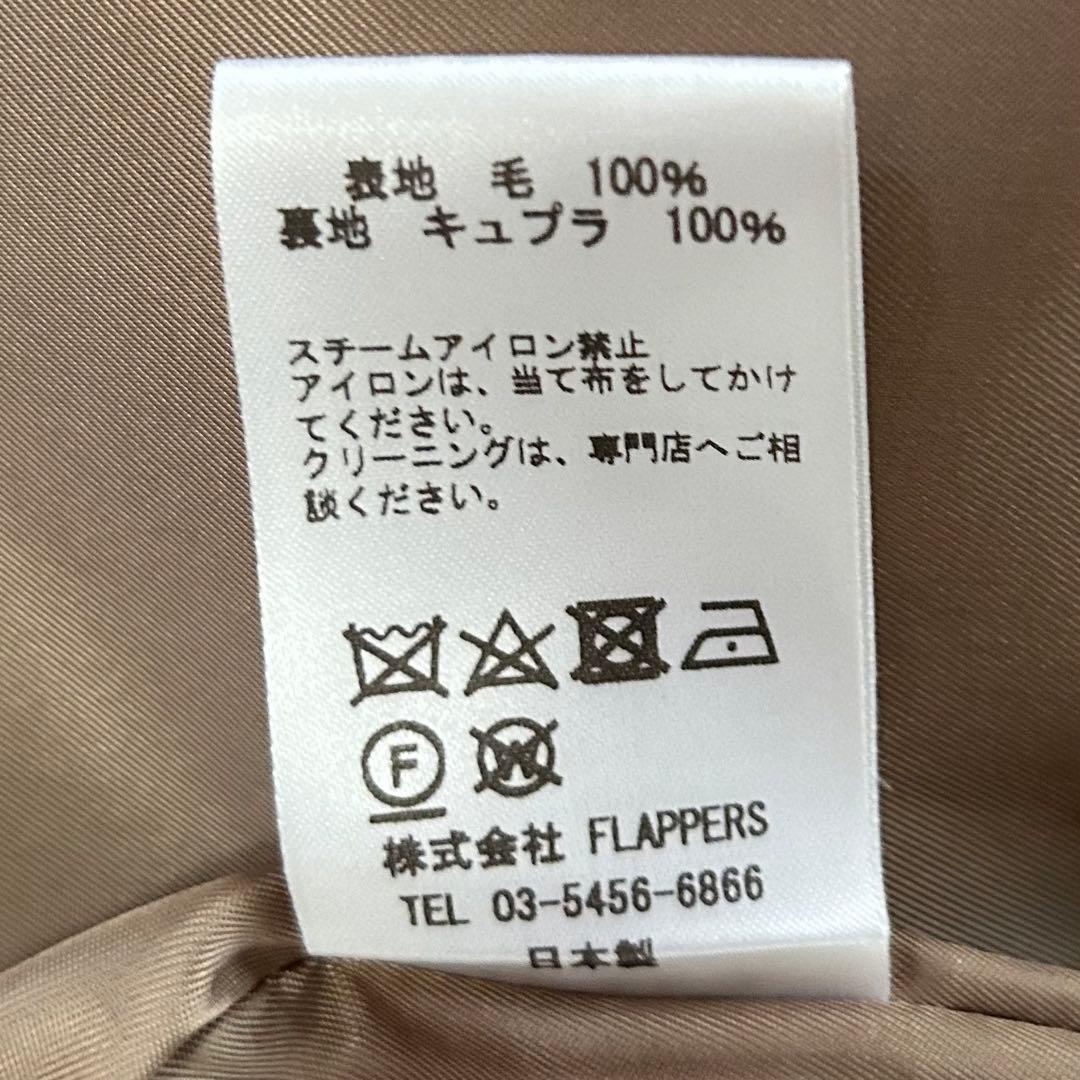 表地 毛 100%
裏地 キュプラ 100%
スチームアイロン禁止
アイロンは、当て布をしてかけ
てください。
クリーニングは、専門店へご相
談ください。
F W
株式会社 FLAPPERS
TEL 03-5456-6866
日本製